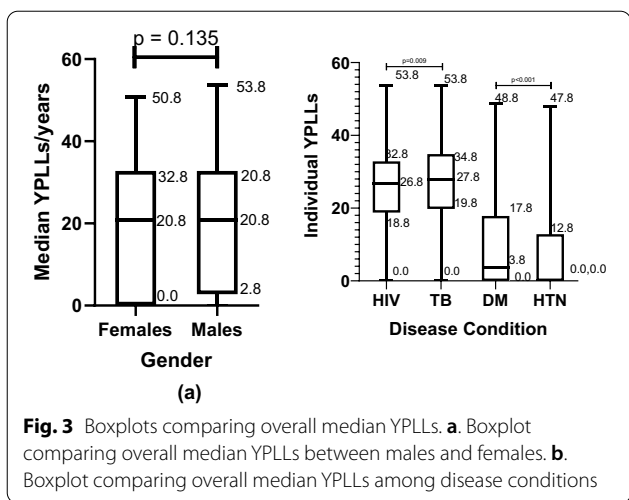 p = 0.135
60
40
20
0
Median YPLLs/years
50.8
53.8
32.8
20.8
20.8
20.8
0.0
2.8
Females Males
Gender
(a)
p=0.009
p<0.001
60
40
20
0
Individual YPLLs
53.8
53.8
48.8
47.8
32.8
34.8
26.8
27.8
18.8
19.8
17.8
12.8
3.8
0.0
0.0
0.0
0.0,0.0
HIV TB DM HTN
Disease Condition
Fig. 3 Boxplots comparing overall median YPLLs. a. Boxplot
comparing overall median YPLLs between males and females. b.
Boxplot comparing overall median YPLLs among disease conditions